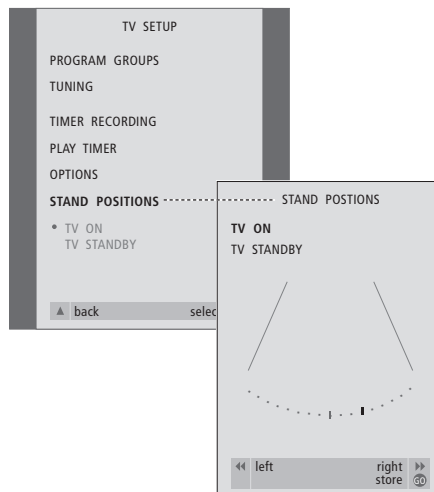 TV SETUP
PROGRAM GROUPS
TUNING
TIMER RECORDING
PLAY TIMER
OPTIONS
STAND POSITIONS
TV ON
TV STANDBY
back
STAND POSTIONS
TV ON
TV STANDBY
left right
store GO